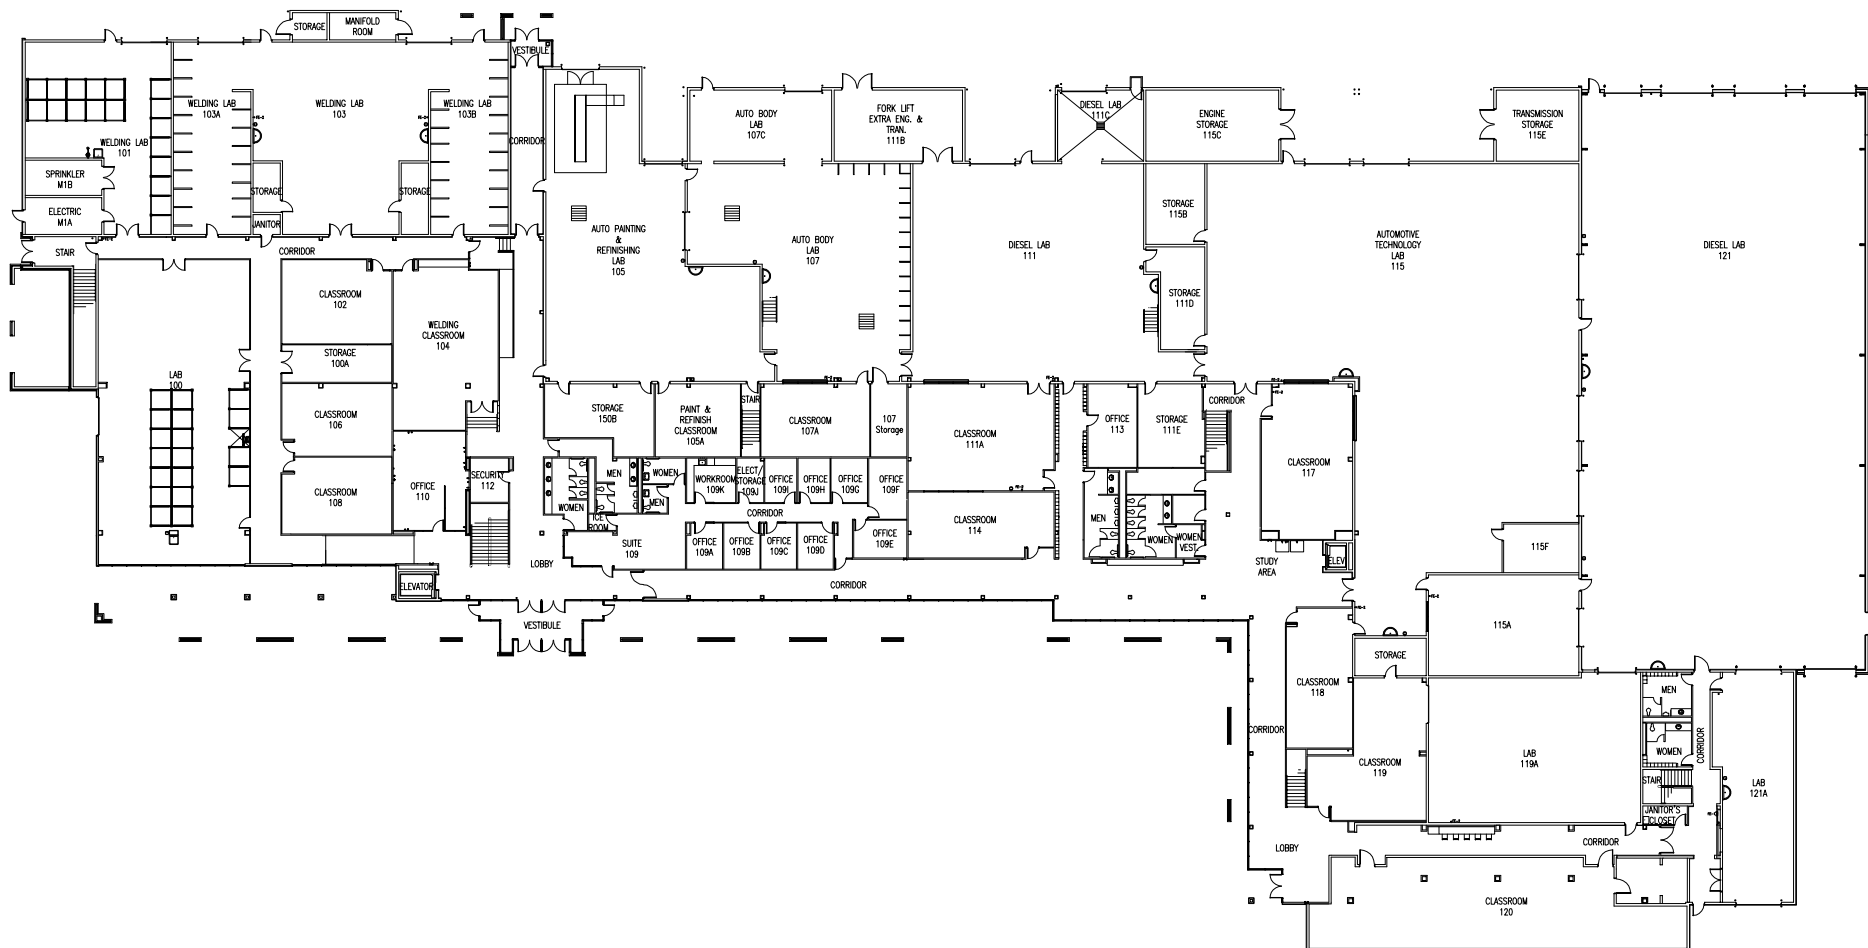 STORAGE
MANIFOLD
ROOM
VESTIBULE
WELDING LAB
103A
WELDING LAB
103
WELDING LAB
103B
WELDING LAB
101
CORRIDOR
SPRINKLER
M1B
ELECTRIC
M1A
STORAGE
STORAGE
JANITOR
STAIR
CORRIDOR
AUTO BODY
LAB
107C
FORK LIFT
EXTRA ENG. &
TRAN.
111B
DIESEL LAB
111C
ENGINE
STORAGE
115C
TRANSMISSION
STORAGE
115E
STORAGE
115B
AUTO PAINTING
&
REFINISHING
LAB
105
AUTO BODY
LAB
107
DIESEL LAB
111
AUTOMOTIVE
TECHNOLOGY
LAB
115
DIESEL LAB
121
STORAGE
111D
CLASSROOM
102
WELDING
CLASSROOM
104
STORAGE
100A
LAB
100
CLASSROOM
106
CLASSROOM
108
OFFICE
110
SECURITY
112
STORAGE
150B
PAINT &
REFINISH
CLASSROOM
105A
STAIR
CLASSROOM
107A
107
Storage
CLASSROOM
111A
OFFICE
113
STORAGE
111E
CORRIDOR
CLASSROOM
117
WOMEN
MEN
ICE
ROOM
WOMEN
MEN
WORKROOM
109K
ELECT/
STORAGE
109J
OFFICE
109I
OFFICE
109H
OFFICE
109G
OFFICE
109F
CORRIDOR
CLASSROOM
114
MEN
WOMEN
WOMEN
VEST.
SUITE
109
OFFICE
109A
OFFICE
109B
OFFICE
109C
OFFICE
109D
OFFICE
109E
LOBBY
CORRIDOR
STUDY
AREA
ELEV.
115F
ELEVATOR
VESTIBULE
115A
STORAGE
CLASSROOM
118
CORRIDOR
CLASSROOM
119
LAB
119A
MEN
WOMEN
CORRIDOR
STAIR
JANITOR'S
CLOSET
LAB
121A
LOBBY
CORRIDOR
CLASSROOM
120